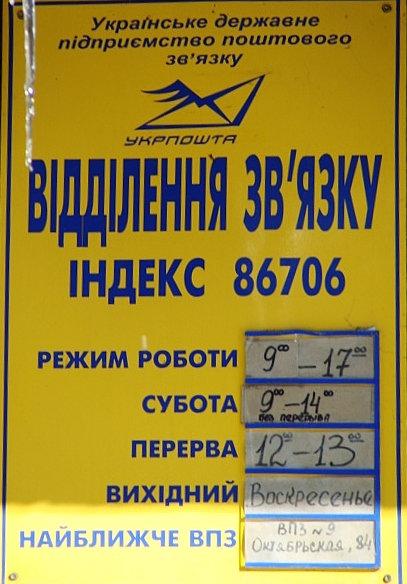 Українське державне
підприємство поштового
зв'язку
УКРПОШТА
ВІДДІЛЕННЯ ЗВ'ЯЗКУ
ІНДЕКС 86706
РЕЖИМ РОБОТИ 9⁰⁰ – 17⁰⁰
СУБОТА 9⁰⁰ – 14⁰⁰
без перерыва
ПЕРЕРВА 12⁰⁰ – 13⁰⁰
ВИХІДНИЙ Воскресенье
НАЙБЛИЖЧЕ ВПЗ ВПЗ №9
Октябрьская, 84